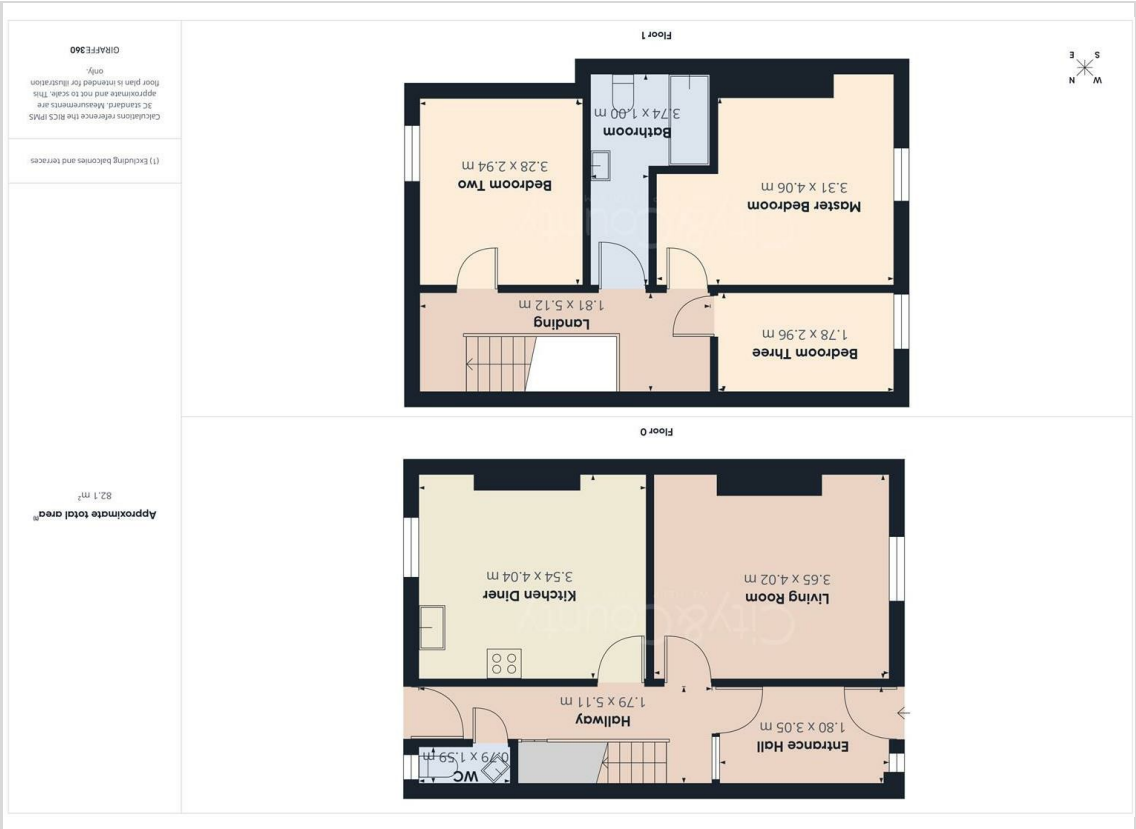 WC
0.79 x 1.59 m
Entrance Hall
1.80 x 3.05 m
Hallway
1.79 x 5.11 m
Living Room
3.65 x 4.02 m
Kitchen Diner
3.54 x 4.04 m
City&County
Floor 0
Bedroom Three
1.78 x 2.96 m
Landing
1.81 x 5.12 m
Master Bedroom
3.31 x 4.06 m
Bathroom
3.74 x 1.00 m
Bedroom Two
3.28 x 2.94 m
City&County
W N
S E
Floor 1
Approximate total area(1)
82.1 m²
(1) Excluding balconies and terraces
Calculations reference the RICS IPMS
3C standard. Measurements are
approximate and not to scale. This
floor plan is intended for illustration
only.
GIRAFFE360